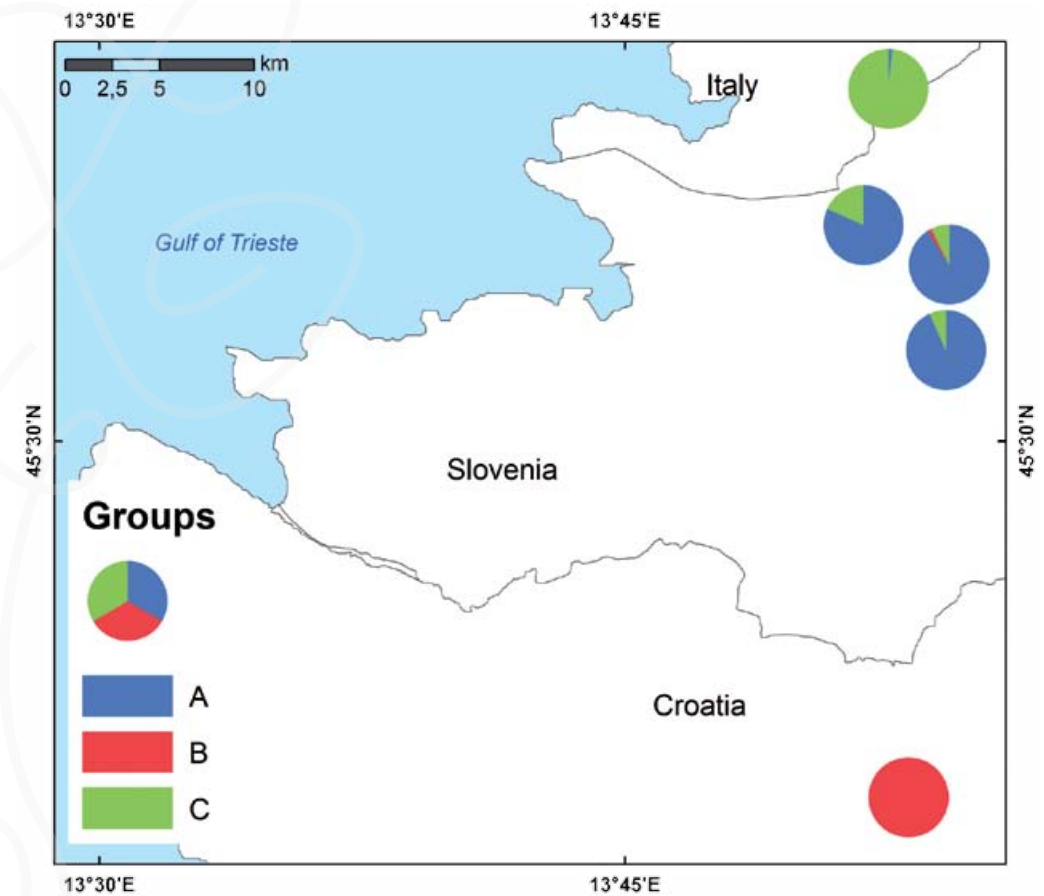 13°30'E 13°45'E
km
0 2,5 5 10
Italy
Gulf of Trieste
45°30'N 45°30'N
Slovenia
Groups
A
B
C
Croatia
13°30'E 13°45'E